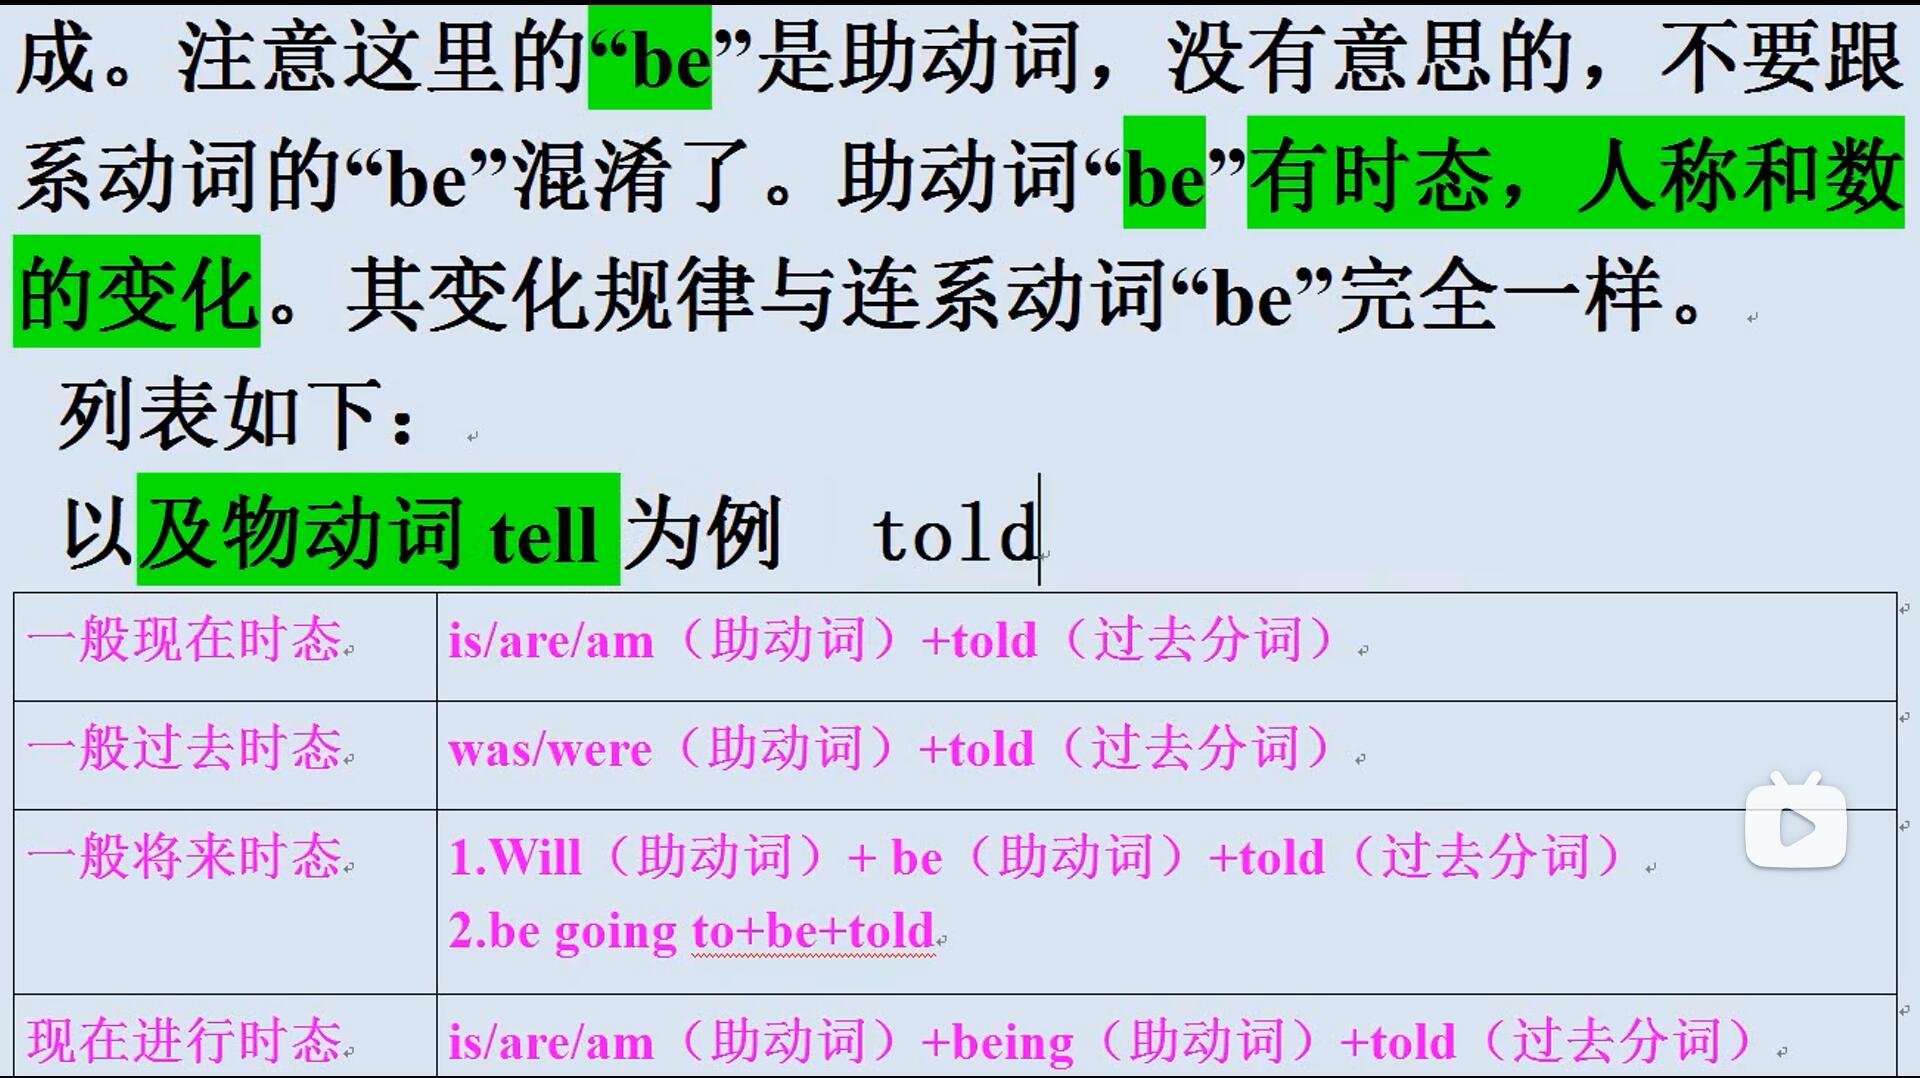 成。注意这里的“be”是助动词，没有意思的，不要跟
系动词的“be”混淆了。助动词“be”有时态，人称和数
的变化。其变化规律与连系动词“be”完全一样。
列表如下：
以及物动词 tell 为例 told
一般现在时态 is/are/am（助动词）+told（过去分词）
一般过去时态 was/were（助动词）+told（过去分词）
一般将来时态 1.Will（助动词）+ be（助动词）+told（过去分词）
2.be going to+be+told
现在进行时态 is/are/am（助动词）+being（助动词）+told（过去分词）